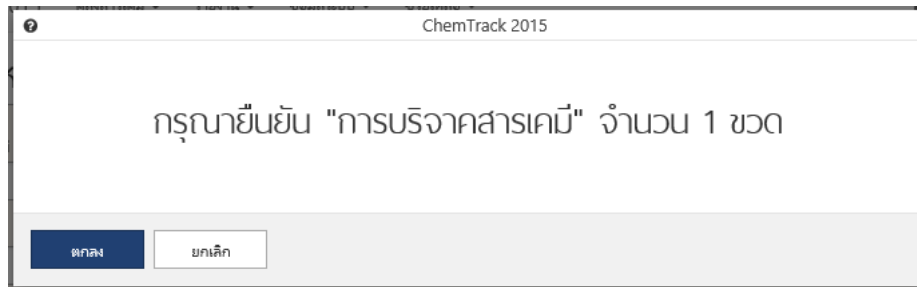 ChemTrack 2015
กรุณายืนยัน "การบริจาคสารเคมี" จำนวน 1 ขวด
ตกลง ยกเลิก